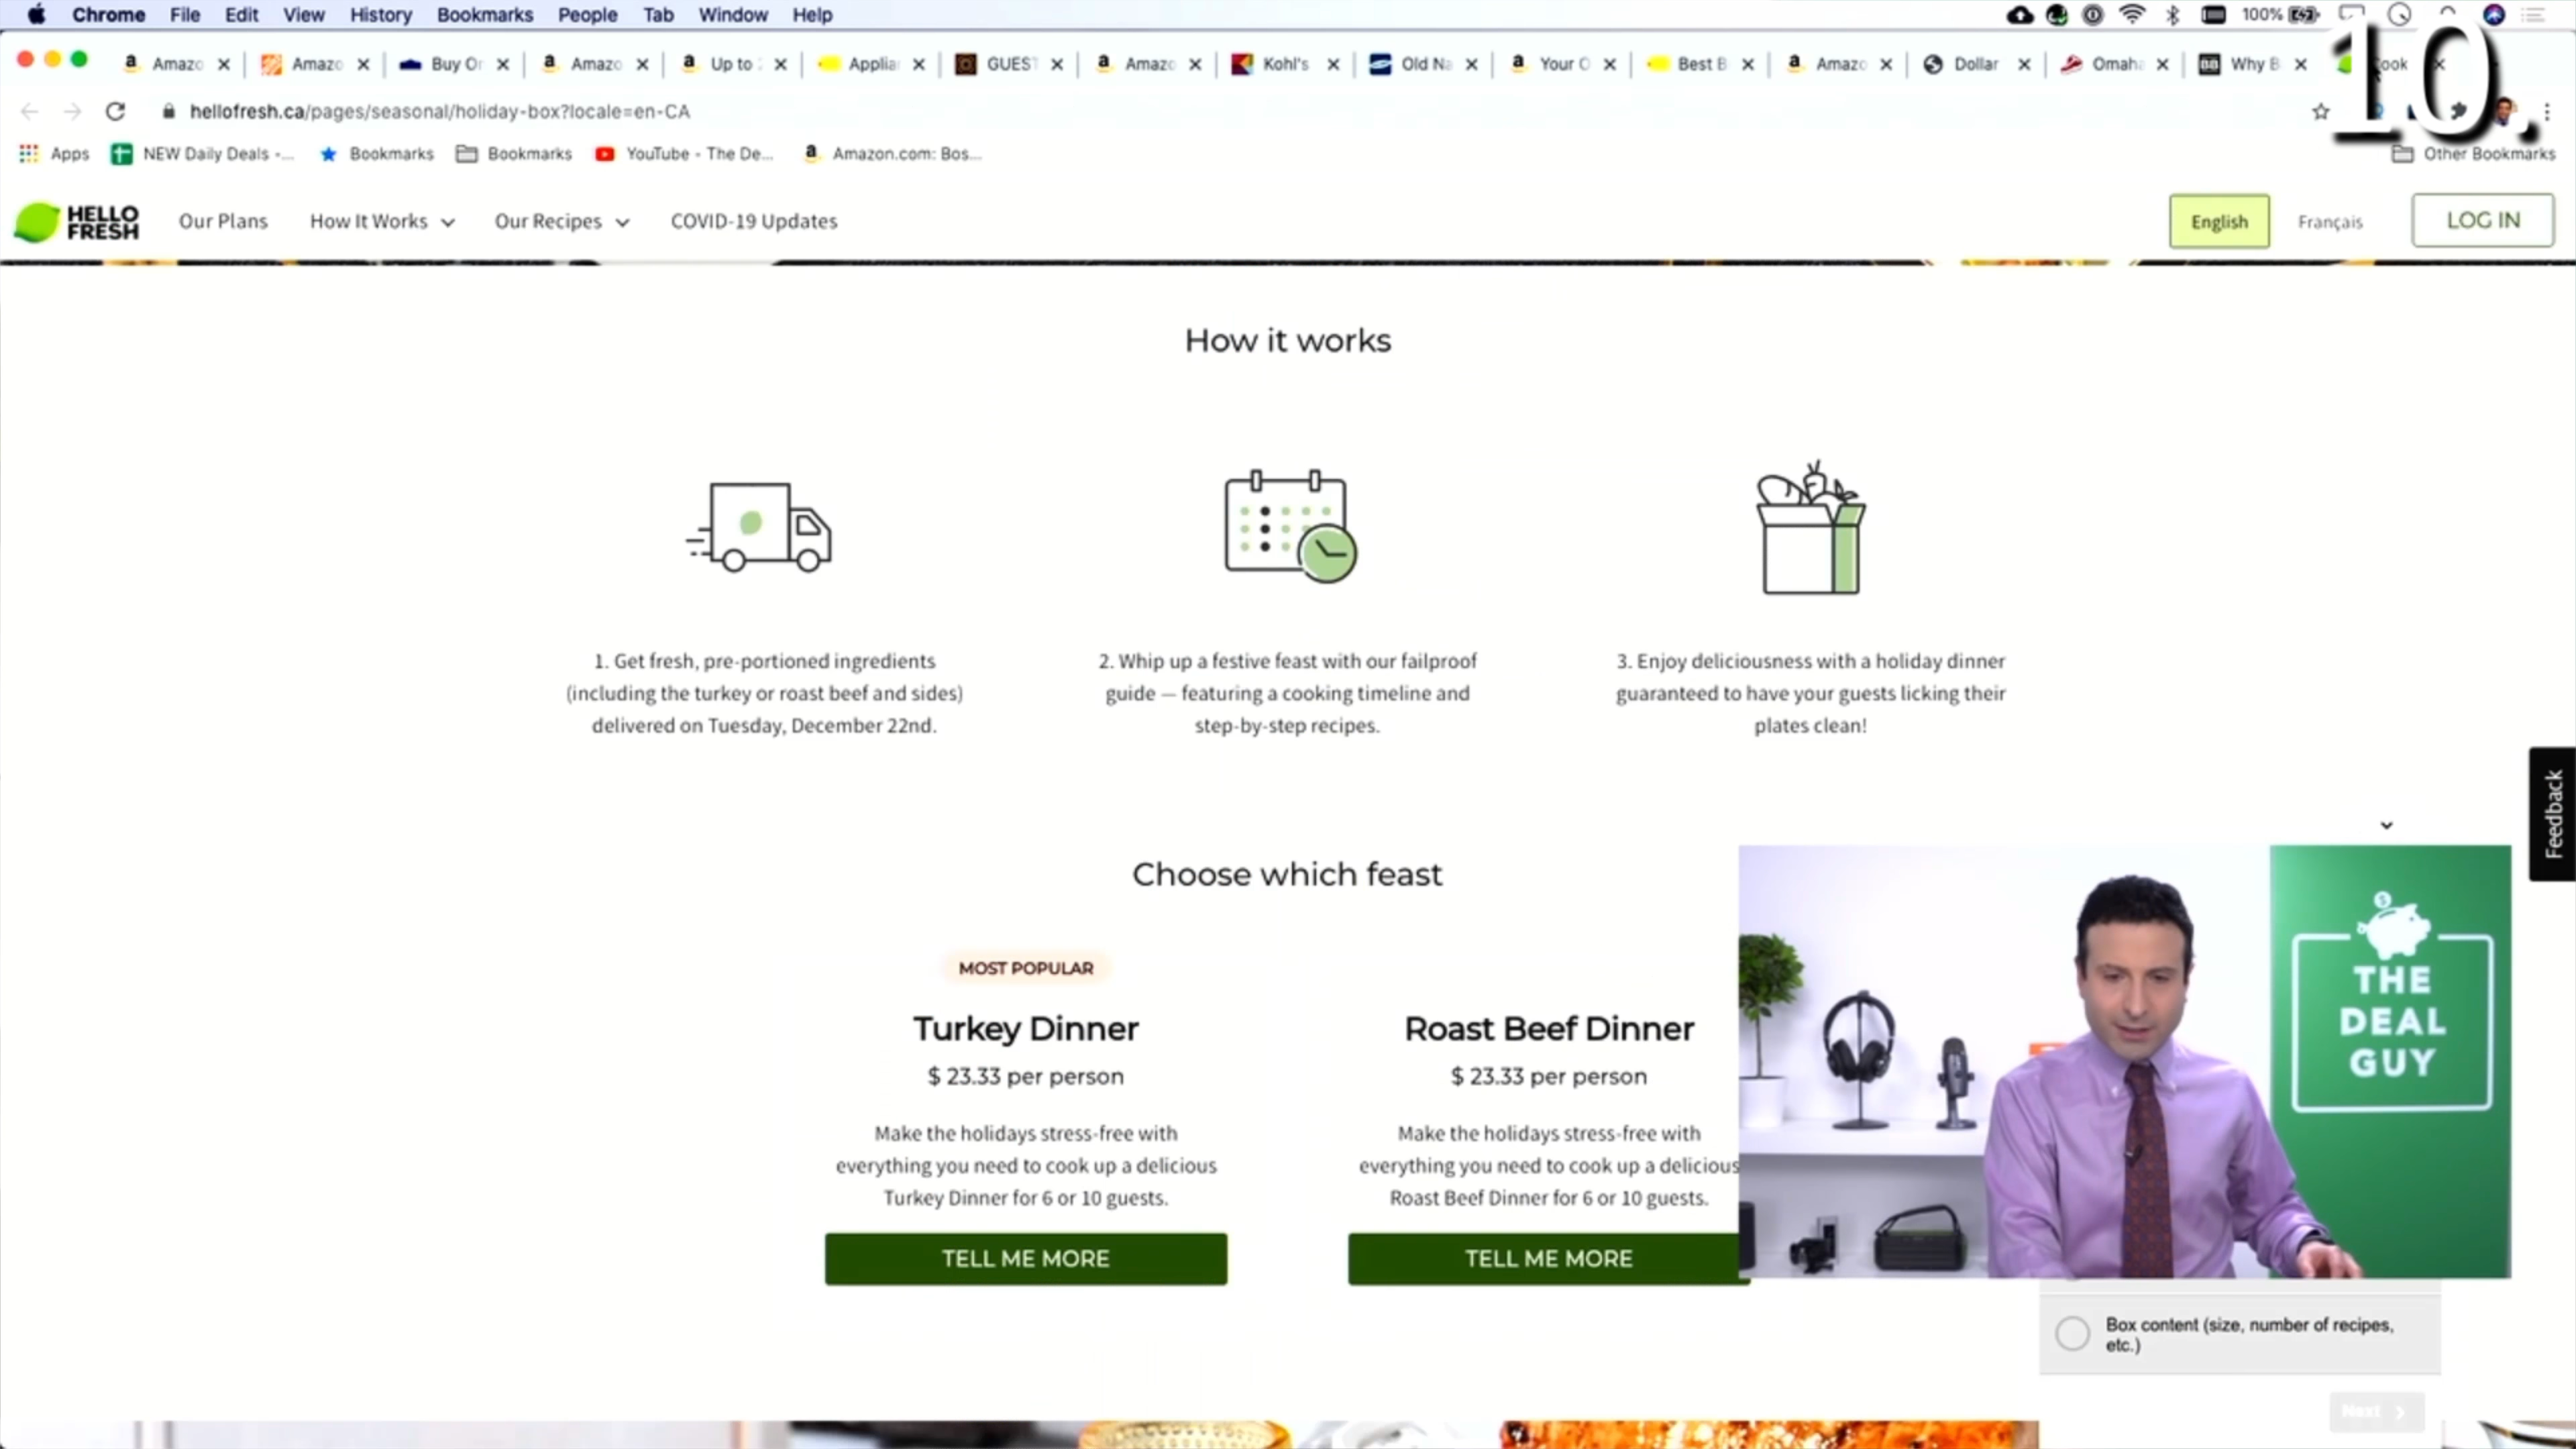 Chrome File Edit View History Bookmarks People Tab Window Help 100%
Amazo Amazo Buy Or Amazo Up to Applia GUEST Amazo Kohl's Old Na Your O Best B Amazo Dollar Omaha Why B Cook
10.
hellofresh.ca/pages/seasonal/holiday-box?locale=en-CA
Apps NEW Daily Deals -... Bookmarks Bookmarks YouTube - The De... Amazon.com: Bos... Other Bookmarks
HELLO
FRESH
Our Plans How It Works Our Recipes COVID-19 Updates English Français LOG IN
How it works
1. Get fresh, pre-portioned ingredients
(including the turkey or roast beef and sides)
delivered on Tuesday, December 22nd.
2. Whip up a festive feast with our failproof
guide — featuring a cooking timeline and
step-by-step recipes.
3. Enjoy deliciousness with a holiday dinner
guaranteed to have your guests licking their
plates clean!
Feedback
Choose which feast
MOST POPULAR
Turkey Dinner
$ 23.33 per person
Make the holidays stress-free with
everything you need to cook up a delicious
Turkey Dinner for 6 or 10 guests.
TELL ME MORE
Roast Beef Dinner
$ 23.33 per person
Make the holidays stress-free with
everything you need to cook up a delicious
Roast Beef Dinner for 6 or 10 guests.
TELL ME MORE
THE
DEAL
GUY
Box content (size, number of recipes,
etc.)
Next